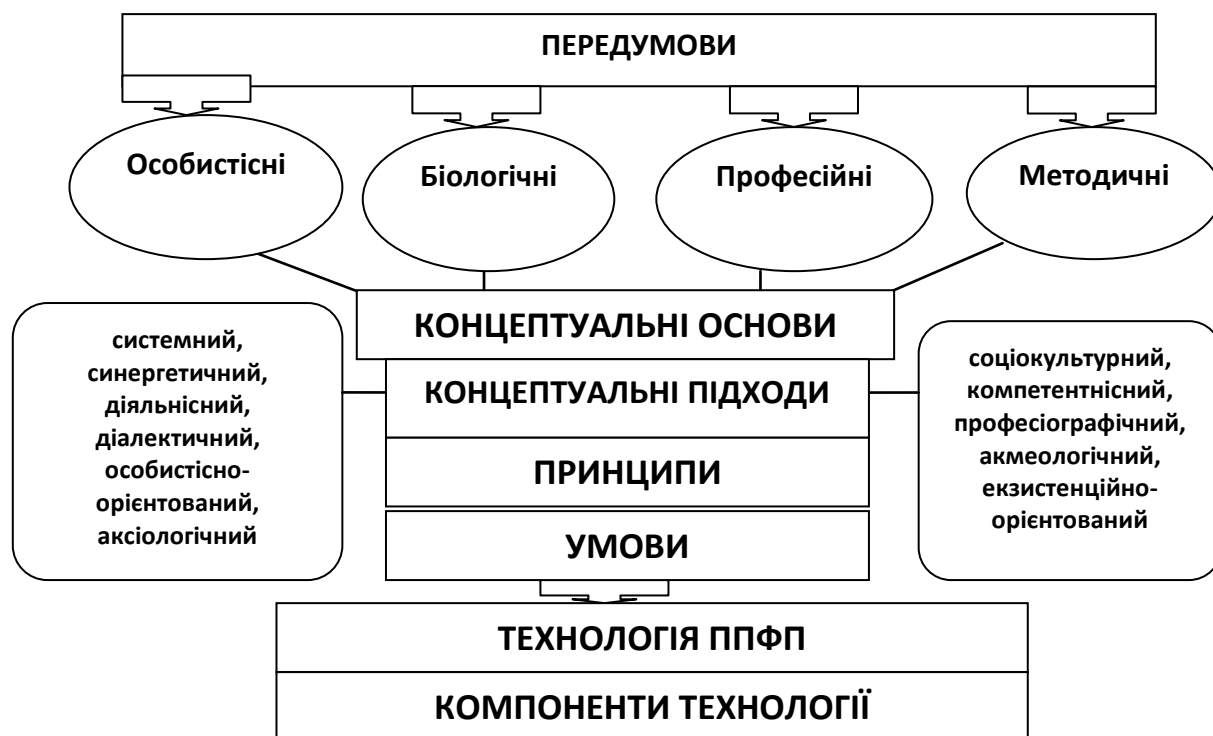 ПЕРЕДУМОВИ
Особистісні
Біологічні
Професійні
Методичні
КОНЦЕПТУАЛЬНІ ОСНОВИ
системний,
синергетичний,
діяльнісний,
діалектичний,
особистісно-
орієнтований,
аксіологічний
КОНЦЕПТУАЛЬНІ ПІДХОДИ
соціокультурний,
компетентнісний,
професіографічний,
акмеологічний,
екзистенційно-
орієнтований
ПРИНЦИПИ
УМОВИ
ТЕХНОЛОГІЯ ППФП
КОМПОНЕНТИ ТЕХНОЛОГІЇ